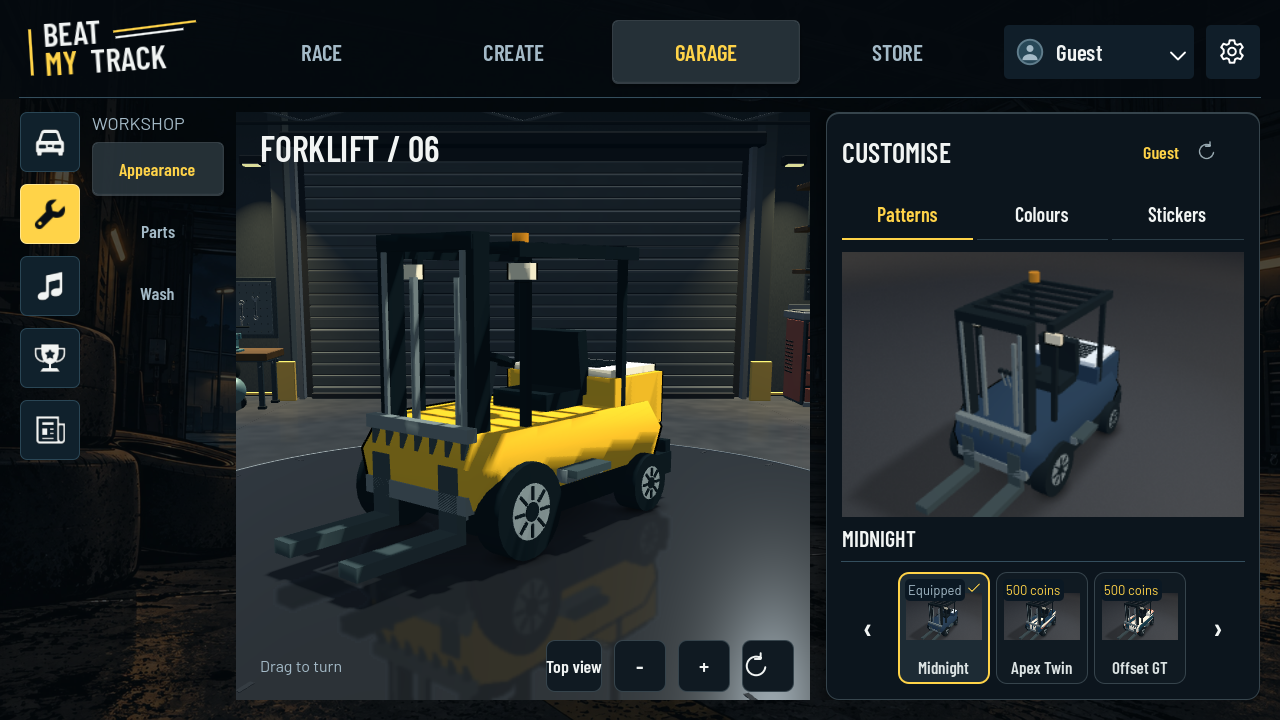 BEAT
MY TRACK
RACE
CREATE
GARAGE
STORE
Guest
WORKSHOP
Appearance
Parts
Wash
FORKLIFT / 06
Drag to turn
Top view
-
+
CUSTOMISE
Guest
Patterns
Colours
Stickers
MIDNIGHT
Equipped
Midnight
500 coins
Apex Twin
500 coins
Offset GT